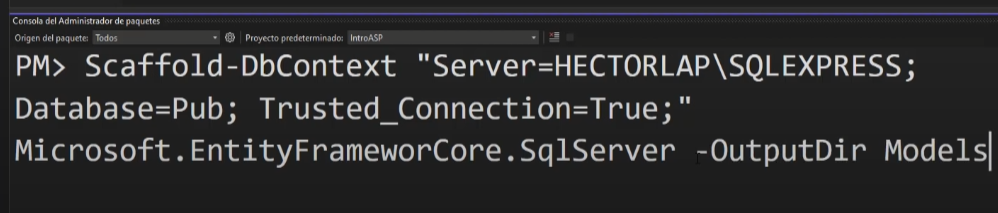 Consola del Administrador de paquetes
Origen del paquete: Todos Proyecto predeterminado: IntroASP
PM> Scaffold-DbContext "Server=HECTORLAP\SQLEXPRESS;
Database=Pub; Trusted_Connection=True;"
Microsoft.EntityFrameworCore.SqlServer -OutputDir Models